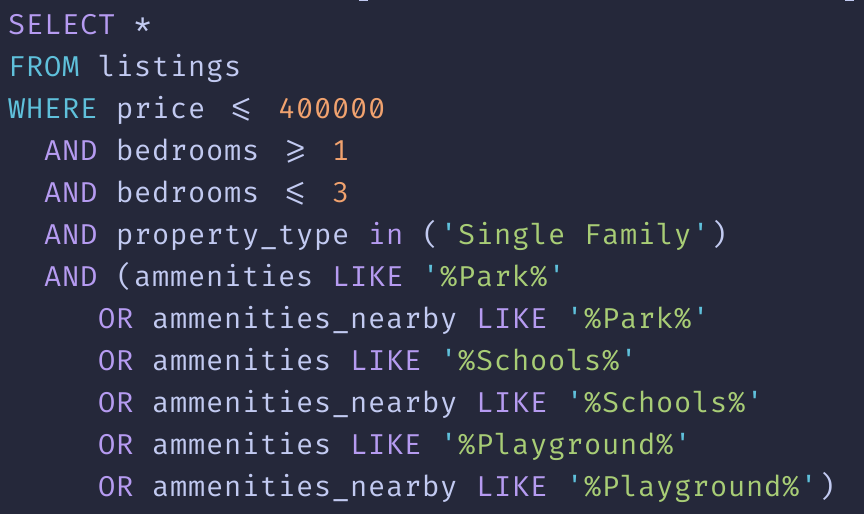 SELECT *
FROM listings
WHERE price <= 400000
  AND bedrooms >= 1
  AND bedrooms <= 3
  AND property_type in ('Single Family')
  AND (ammenities LIKE '%Park%'
     OR ammenities_nearby LIKE '%Park%'
     OR ammenities LIKE '%Schools%'
     OR ammenities_nearby LIKE '%Schools%'
     OR ammenities LIKE '%Playground%'
     OR ammenities_nearby LIKE '%Playground%')